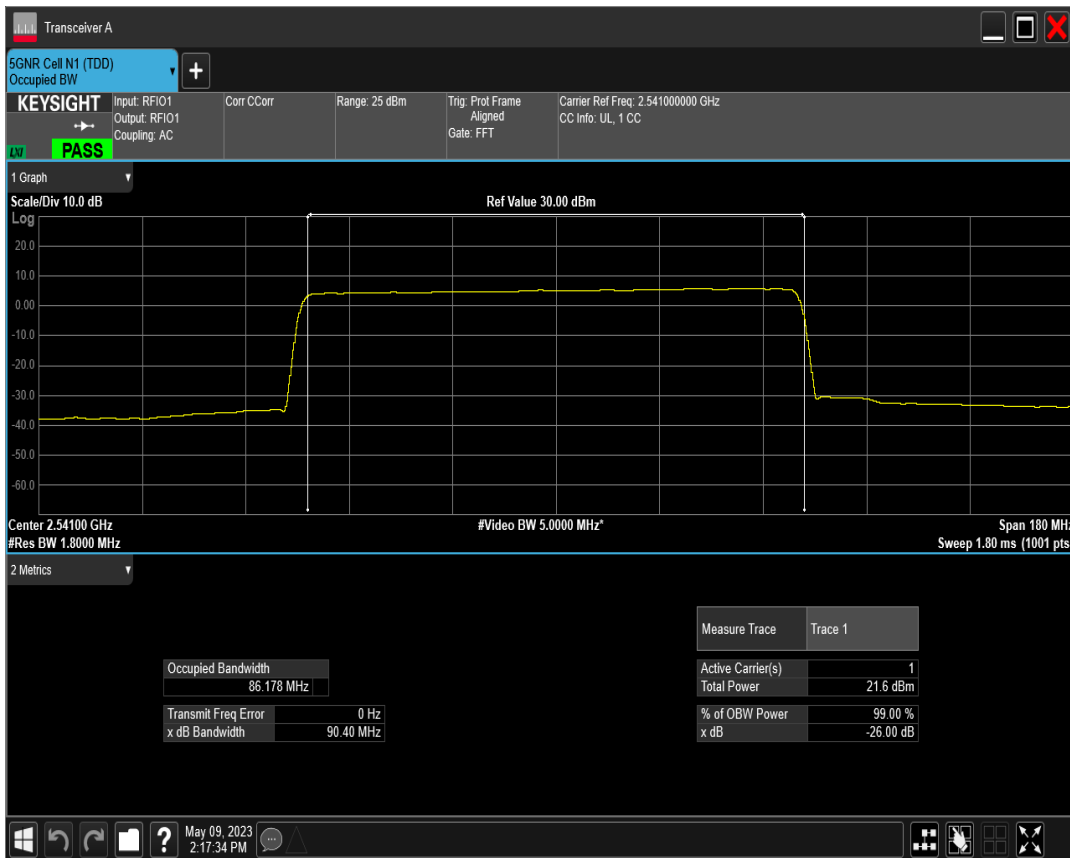 Transceiver A
5GNR Cell N1 (TDD)
Occupied BW
+
KEYSIGHT
LXI
PASS
Input: RFIO1
Output: RFIO1
Coupling: AC
Corr CCorr
Range: 25 dBm
Trig: Prot Frame
Aligned
Gate: FFT
Carrier Ref Freq: 2.541000000 GHz
CC Info: UL, 1 CC
1 Graph
Scale/Div 10.0 dB
Ref Value 30.00 dBm
Log
20.0
10.0
0.00
-10.0
-20.0
-30.0
-40.0
-50.0
-60.0
Center 2.54100 GHz
#Video BW 5.0000 MHz*
Span 180 MHz
#Res BW 1.8000 MHz
Sweep 1.80 ms (1001 pts
2 Metrics
Measure Trace Trace 1
Occupied Bandwidth
86.178 MHz
Active Carrier(s) 1
Total Power 21.6 dBm
Transmit Freq Error 0 Hz
x dB Bandwidth 90.40 MHz
% of OBW Power 99.00 %
x dB -26.00 dB
?
May 09, 2023
2:17:34 PM